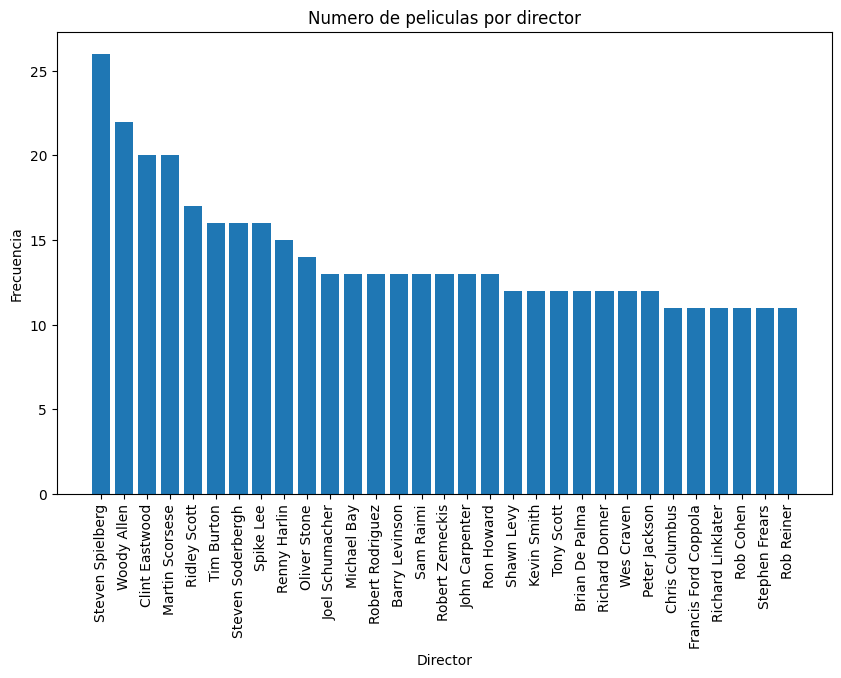 Numero de peliculas por director
Frecuencia
25
20
15
10
5
0
Steven Spielberg
Woody Allen
Clint Eastwood
Martin Scorsese
Ridley Scott
Tim Burton
Steven Soderbergh
Spike Lee
Renny Harlin
Oliver Stone
Joel Schumacher
Michael Bay
Robert Rodriguez
Barry Levinson
Sam Raimi
Robert Zemeckis
John Carpenter
Ron Howard
Shawn Levy
Kevin Smith
Tony Scott
Brian De Palma
Richard Donner
Wes Craven
Peter Jackson
Chris Columbus
Francis Ford Coppola
Richard Linklater
Rob Cohen
Stephen Frears
Rob Reiner
Director